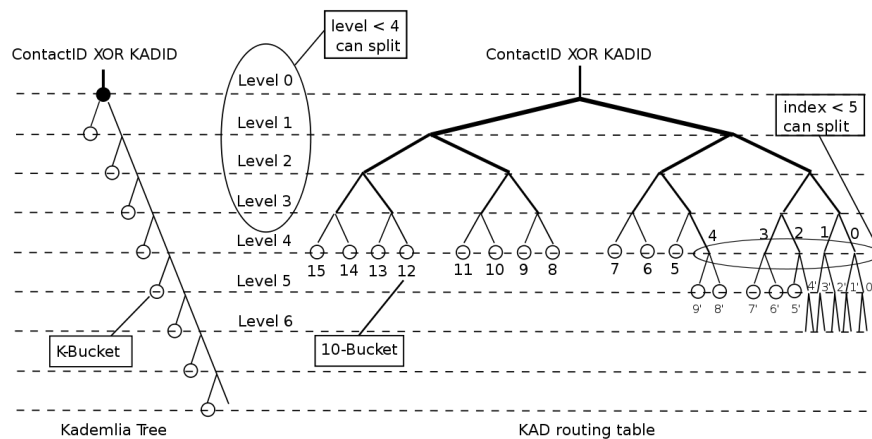 level < 4
can split
ContactID XOR KADID
ContactID XOR KADID
Level 0
index < 5
can split
Level 1
Level 2
Level 3
Level 4
4 3 2 1 0
15 14 13 12 11 10 9 8 7 6 5
Level 5
9' 8' 7' 6' 5' 4' 3' 2' 1' 0
Level 6
K-Bucket
10-Bucket
Kademlia Tree
KAD routing table